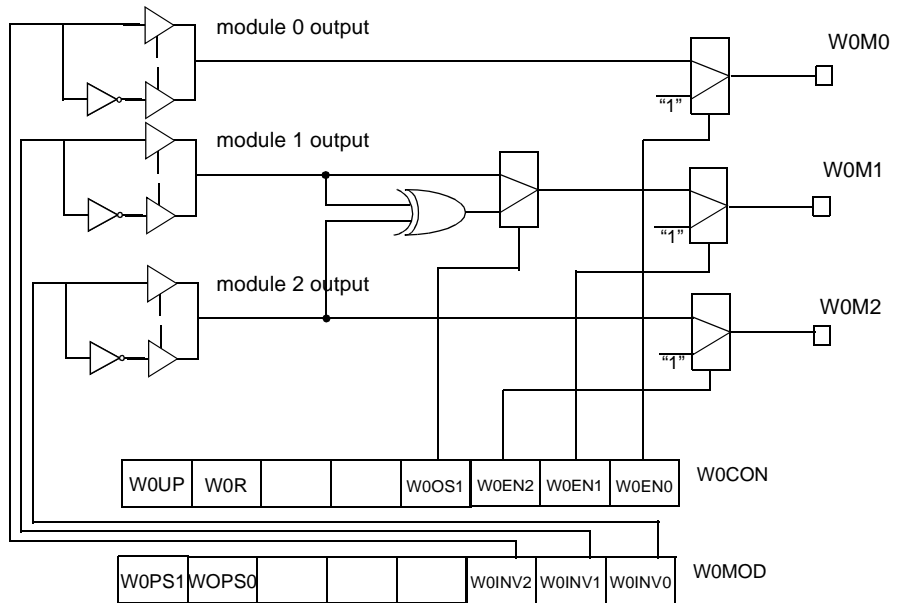 module 0 output
W0M0
“1”
module 1 output
W0M1
“1”
module 2 output
W0M2
“1”
W0UP W0R W0OS1 W0EN2 W0EN1 W0EN0 W0CON
W0PS1 WOPS0 W0INV2 W0INV1 W0INV0 W0MOD